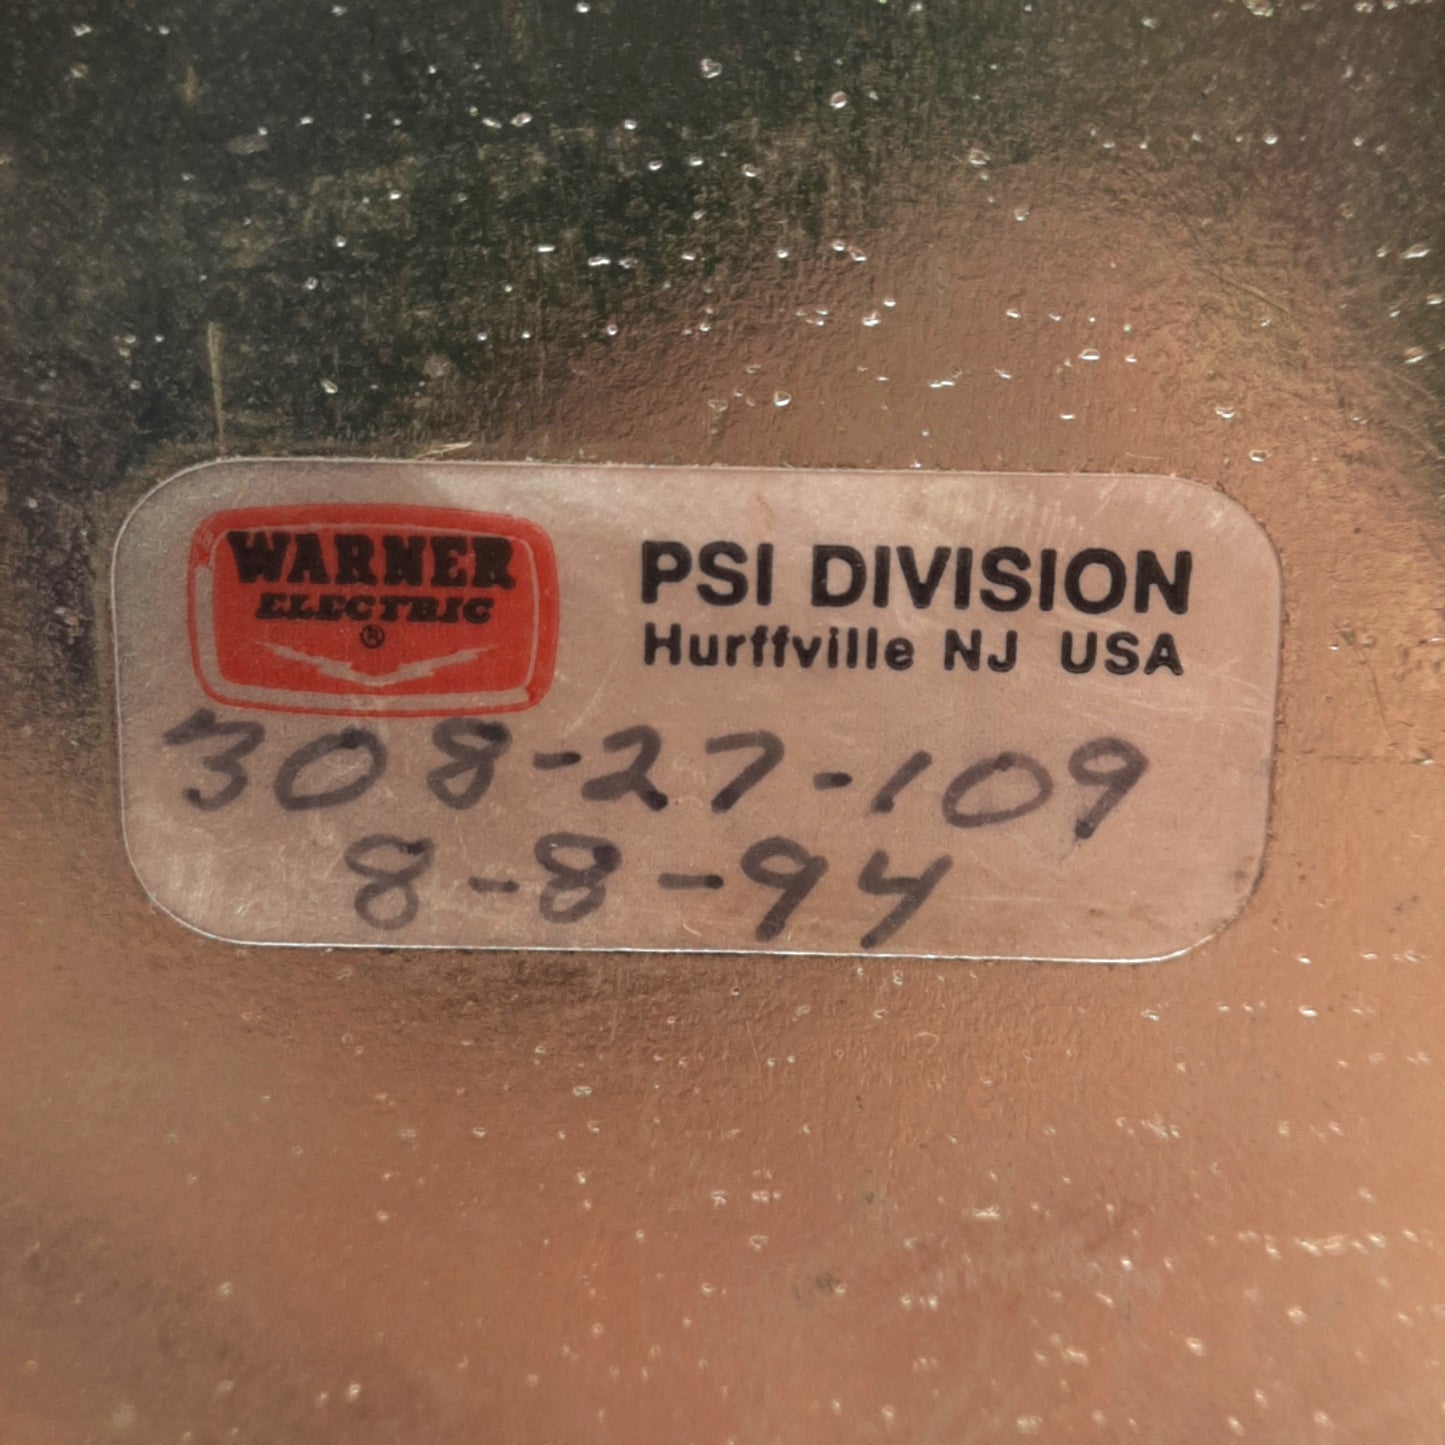 WARNER
ELECTRIC
®
PSI DIVISION
Hurffville NJ USA
308-27-109
8-8-94